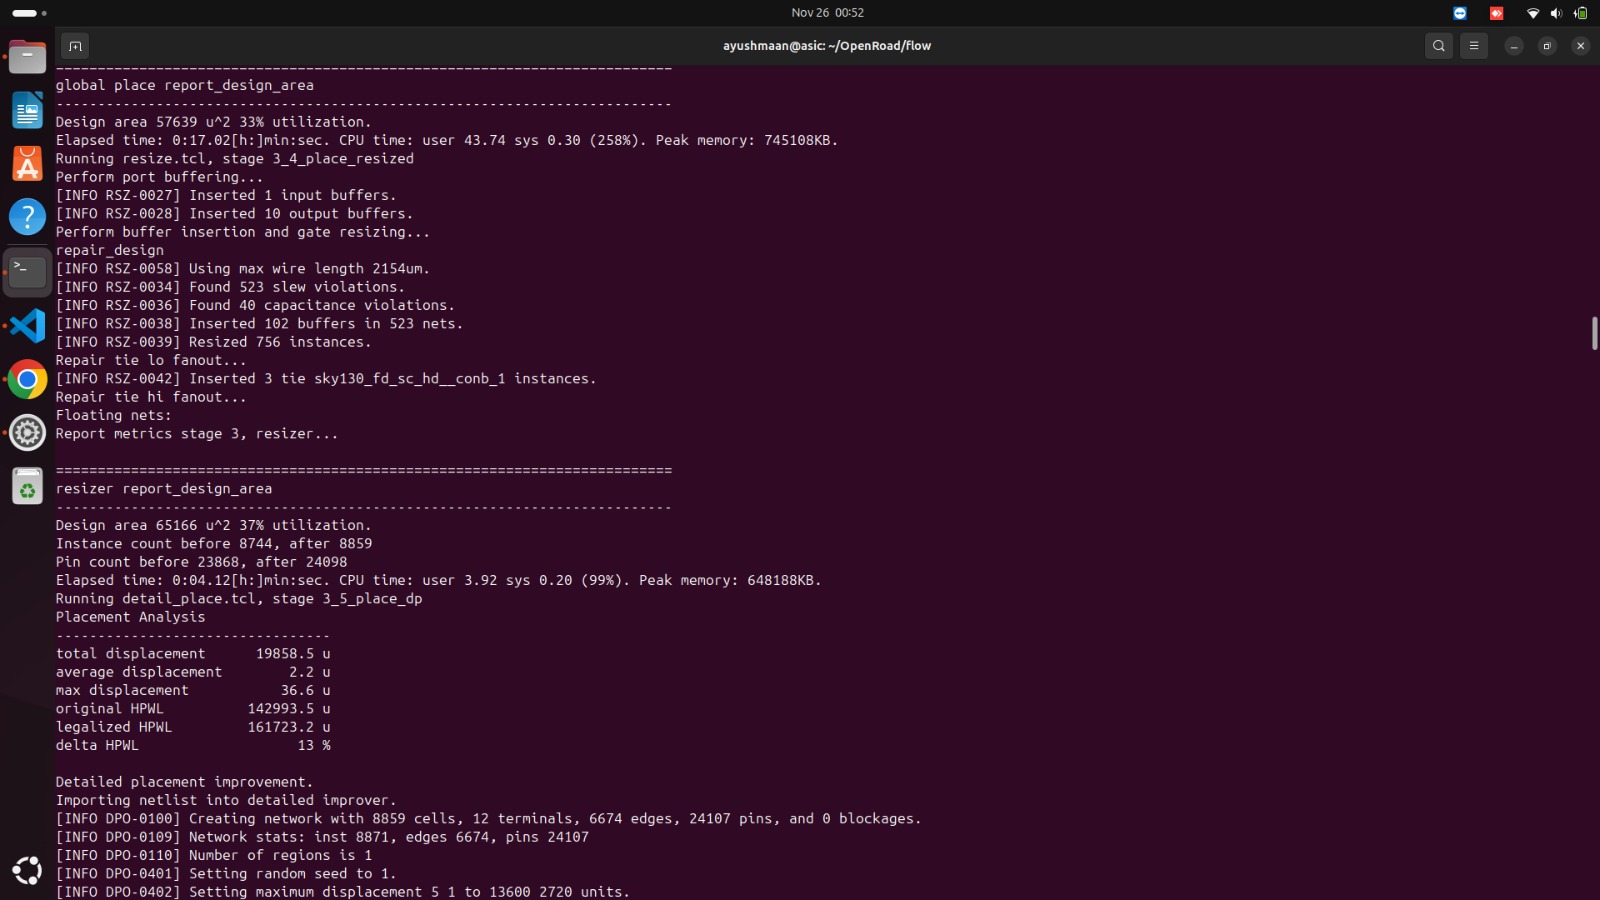 Nov 26 00:52
ayushmaan@asic: ~/OpenRoad/flow
==========================================================================
global place report_design_area
--------------------------------------------------------------------------
Design area 57639 u^2 33% utilization.
Elapsed time: 0:17.02[h:]min:sec. CPU time: user 43.74 sys 0.30 (258%). Peak memory: 745108KB.
Running resize.tcl, stage 3_4_place_resized
Perform port buffering...
[INFO RSZ-0027] Inserted 1 input buffers.
[INFO RSZ-0028] Inserted 10 output buffers.
Perform buffer insertion and gate resizing...
repair_design
[INFO RSZ-0058] Using max wire length 2154um.
[INFO RSZ-0034] Found 523 slew violations.
[INFO RSZ-0036] Found 40 capacitance violations.
[INFO RSZ-0038] Inserted 102 buffers in 523 nets.
[INFO RSZ-0039] Resized 756 instances.
Repair tie lo fanout...
[INFO RSZ-0042] Inserted 3 tie sky130_fd_sc_hd__conb_1 instances.
Repair tie hi fanout...
Floating nets:
Report metrics stage 3, resizer...
==========================================================================
resizer report_design_area
--------------------------------------------------------------------------
Design area 65166 u^2 37% utilization.
Instance count before 8744, after 8859
Pin count before 23868, after 24098
Elapsed time: 0:04.12[h:]min:sec. CPU time: user 3.92 sys 0.20 (99%). Peak memory: 648188KB.
Running detail_place.tcl, stage 3_5_place_dp
Placement Analysis
---------------------------------
total displacement      19858.5 u
average displacement        2.2 u
max displacement           36.6 u
original HPWL          142993.5 u
legalized HPWL         161723.2 u
delta HPWL                   13 %
Detailed placement improvement.
Importing netlist into detailed improver.
[INFO DPO-0100] Creating network with 8859 cells, 12 terminals, 6674 edges, 24107 pins, and 0 blockages.
[INFO DPO-0109] Network stats: inst 8871, edges 6674, pins 24107
[INFO DPO-0110] Number of regions is 1
[INFO DPO-0401] Setting random seed to 1.
[INFO DPO-0402] Setting maximum displacement 5 1 to 13600 2720 units.